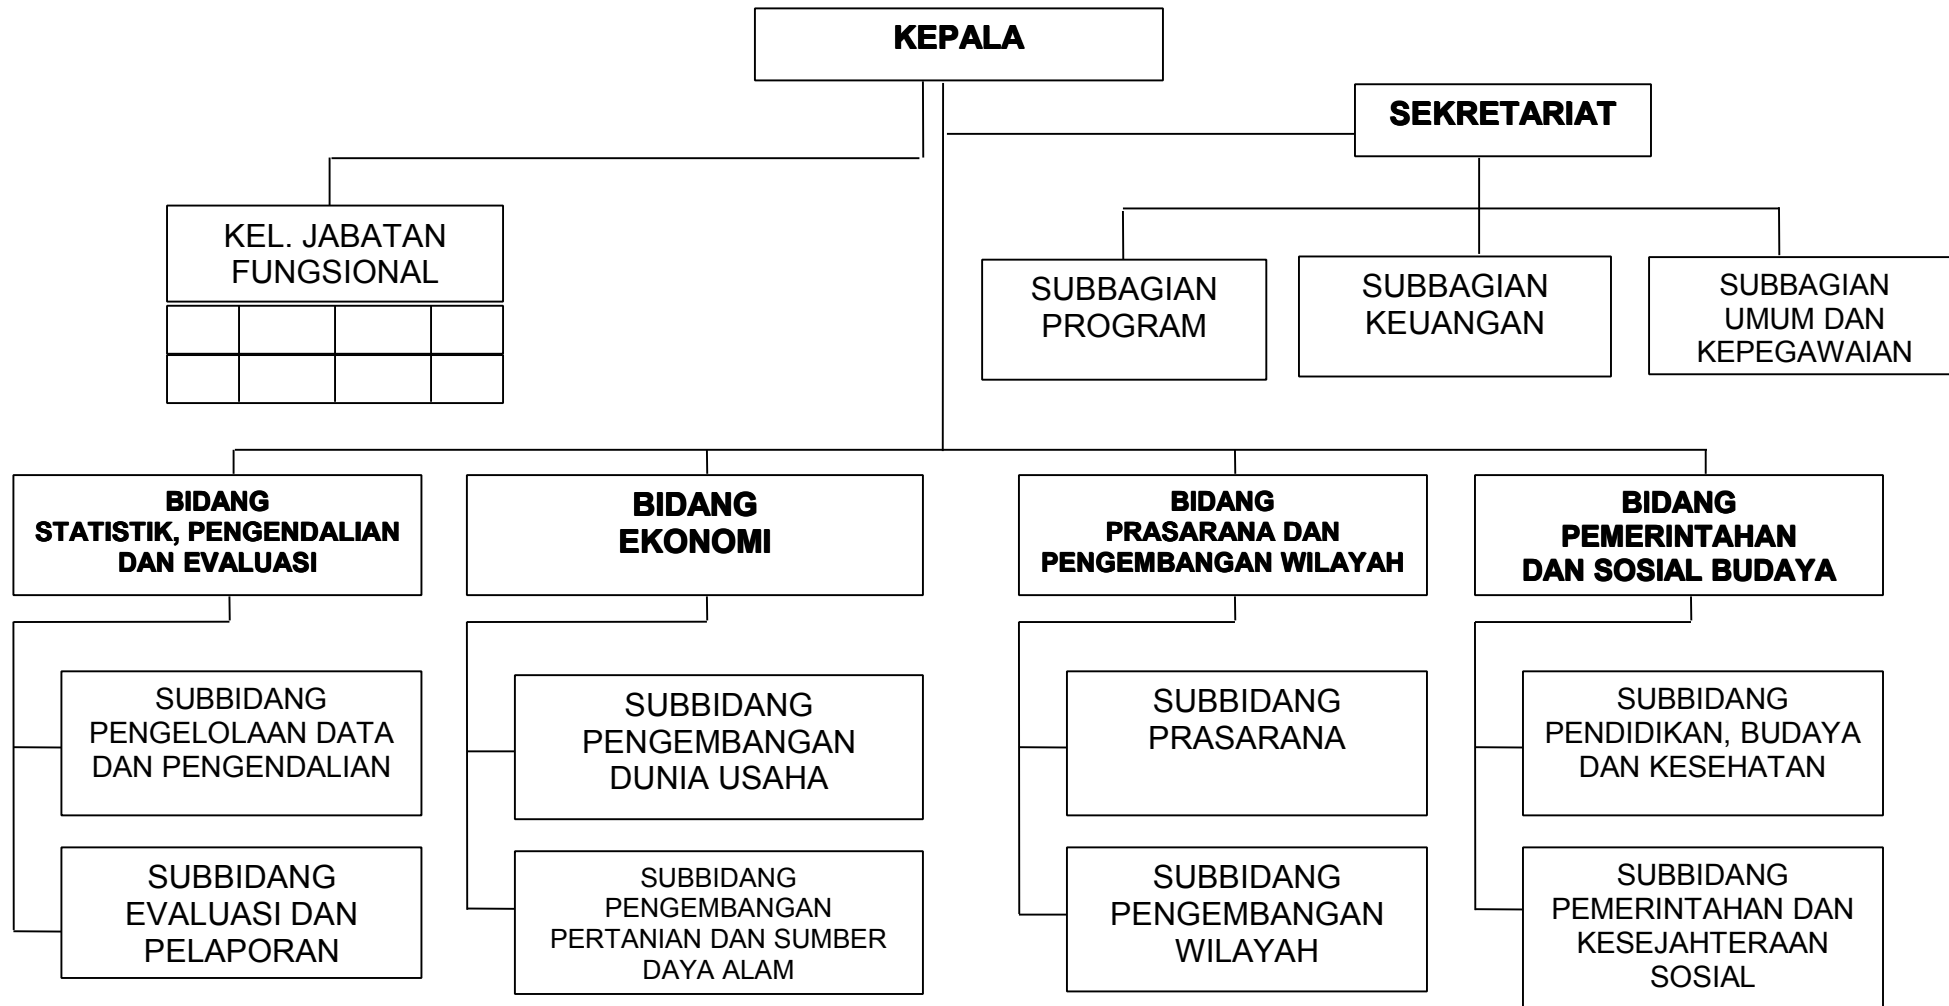 KEPALA
SEKRETARIAT
KEL. JABATAN
FUNGSIONAL
SUBBAGIAN
PROGRAM
SUBBAGIAN
KEUANGAN
SUBBAGIAN
UMUM DAN
KEPEGAWAIAN
BIDANG
STATISTIK, PENGENDALIAN
DAN EVALUASI
BIDANG
EKONOMI
BIDANG
PRASARANA DAN
PENGEMBANGAN WILAYAH
BIDANG
PEMERINTAHAN
DAN SOSIAL BUDAYA
SUBBIDANG
PENGELOLAAN DATA
DAN PENGENDALIAN
SUBBIDANG
PENGEMBANGAN
DUNIA USAHA
SUBBIDANG
PRASARANA
SUBBIDANG
PENDIDIKAN, BUDAYA
DAN KESEHATAN
SUBBIDANG
EVALUASI DAN
PELAPORAN
SUBBIDANG
PENGEMBANGAN
PERTANIAN DAN SUMBER
DAYA ALAM
SUBBIDANG
PENGEMBANGAN
WILAYAH
SUBBIDANG
PEMERINTAHAN DAN
KESEJAHTERAAN
SOSIAL